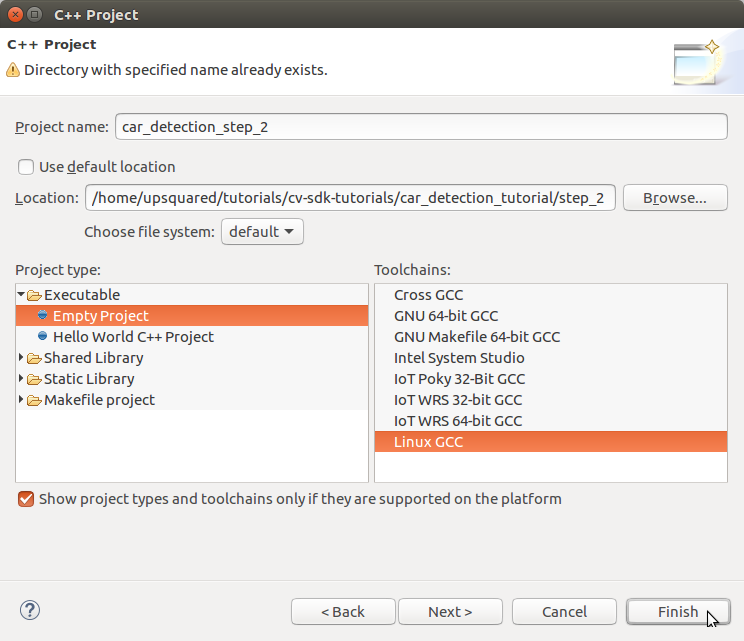 C++ Project
C++ Project
Directory with specified name already exists.
Project name: car_detection_step_2
Use default location
Location: /home/upsquared/tutorials/cv-sdk-tutorials/car_detection_tutorial/step_2 Browse...
Choose file system: default
Project type: Toolchains:
Executable
Empty Project
Hello World C++ Project
Shared Library
Static Library
Makefile project
Cross GCC
GNU 64-bit GCC
GNU Makefile 64-bit GCC
Intel System Studio
IoT Poky 32-Bit GCC
IoT WRS 32-bit GCC
IoT WRS 64-bit GCC
Linux GCC
Show project types and toolchains only if they are supported on the platform
? < Back Next > Cancel Finish